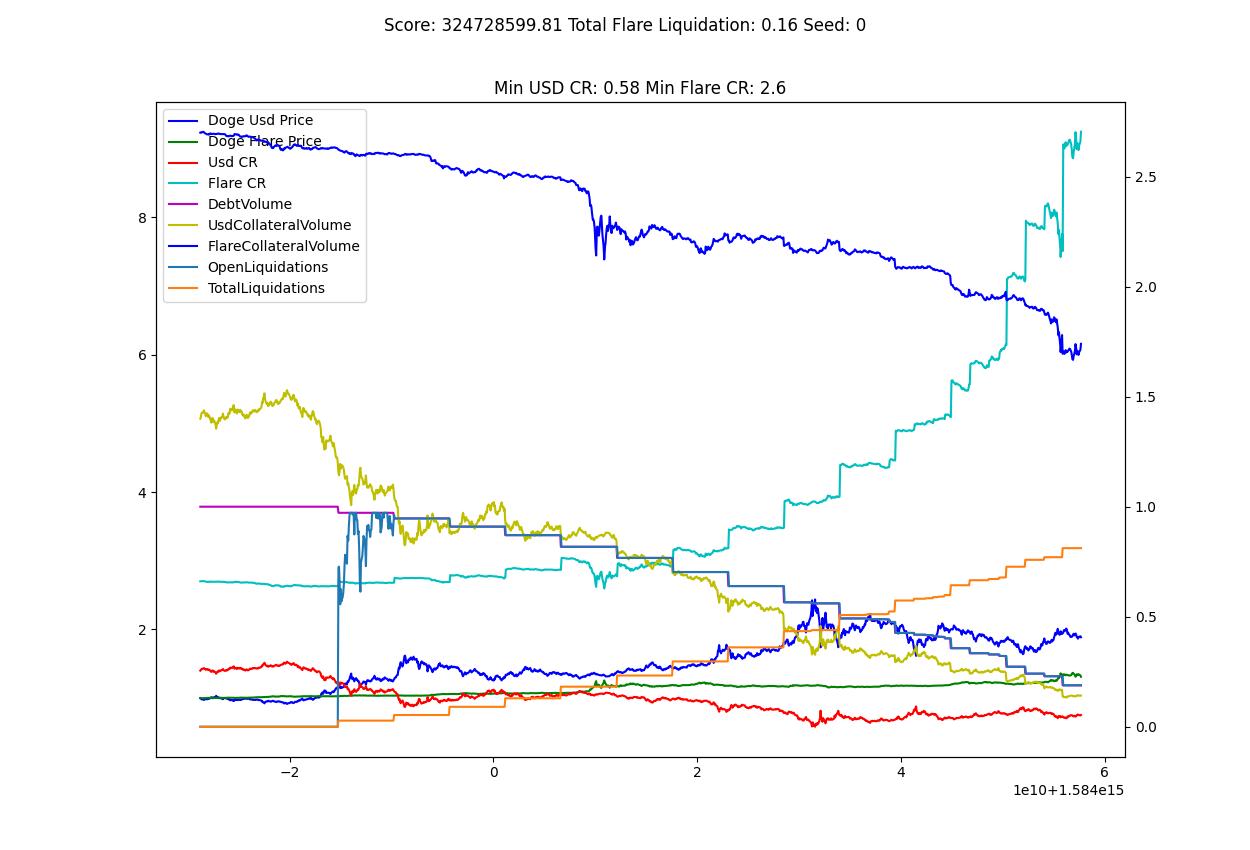 Score: 324728599.81 Total Flare Liquidation: 0.16 Seed: 0
Min USD CR: 0.58 Min Flare CR: 2.6
Doge Usd Price
Doge Flare Price
Usd CR
Flare CR
DebtVolume
UsdCollateralVolume
FlareCollateralVolume
OpenLiquidations
TotalLiquidations
8
6
4
2
2.5
2.0
1.5
1.0
0.5
0.0
−2
0
2
4
6
1e10+1.584e15